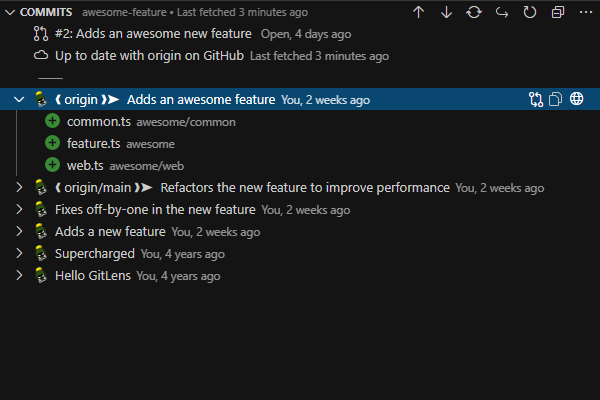 COMMITS awesome-feature • Last fetched 3 minutes ago
#2: Adds an awesome new feature Open, 4 days ago
Up to date with origin on GitHub Last fetched 3 minutes ago
❨ origin ❩➤ Adds an awesome feature You, 2 weeks ago
common.ts awesome/common
feature.ts awesome
web.ts awesome/web
❨ origin/main ❩➤ Refactors the new feature to improve performance You, 2 weeks ago
Fixes off-by-one in the new feature You, 2 weeks ago
Adds a new feature You, 2 weeks ago
Supercharged You, 4 years ago
Hello GitLens You, 4 years ago